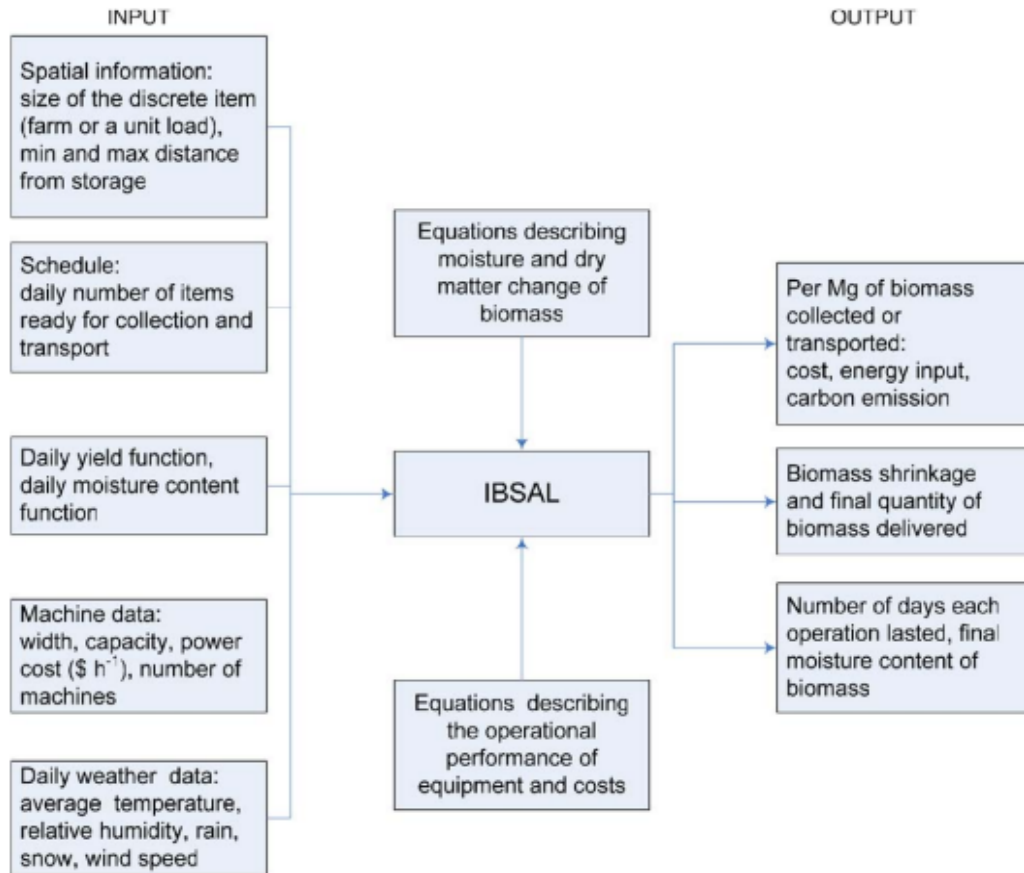 INPUT
OUTPUT
Spatial information:
size of the discrete item
(farm or a unit load),
min and max distance
from storage
Schedule:
daily number of items
ready for collection and
transport
Daily yield function,
daily moisture content
function
Machine data:
width, capacity, power
cost ($ h⁻¹), number of
machines
Daily weather data:
average temperature,
relative humidity, rain,
snow, wind speed
Equations describing
moisture and dry
matter change of
biomass
IBSAL
Equations describing
the operational
performance of
equipment and costs
Per Mg of biomass
collected or
transported:
cost, energy input,
carbon emission
Biomass shrinkage
and final quantity of
biomass delivered
Number of days each
operation lasted, final
moisture content of
biomass